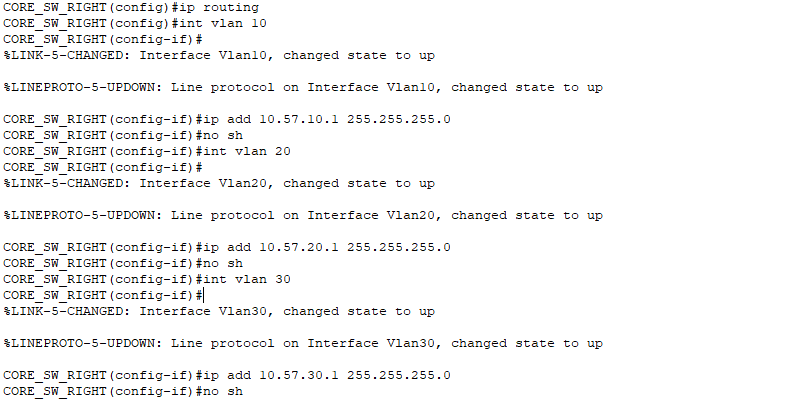 CORE_SW_RIGHT(config)#ip routing
CORE_SW_RIGHT(config)#int vlan 10
CORE_SW_RIGHT(config-if)#
%LINK-5-CHANGED: Interface Vlan10, changed state to up
%LINEPROTO-5-UPDOWN: Line protocol on Interface Vlan10, changed state to up
CORE_SW_RIGHT(config-if)#ip add 10.57.10.1 255.255.255.0
CORE_SW_RIGHT(config-if)#no sh
CORE_SW_RIGHT(config-if)#int vlan 20
CORE_SW_RIGHT(config-if)#
%LINK-5-CHANGED: Interface Vlan20, changed state to up
%LINEPROTO-5-UPDOWN: Line protocol on Interface Vlan20, changed state to up
CORE_SW_RIGHT(config-if)#ip add 10.57.20.1 255.255.255.0
CORE_SW_RIGHT(config-if)#no sh
CORE_SW_RIGHT(config-if)#int vlan 30
CORE_SW_RIGHT(config-if)#
%LINK-5-CHANGED: Interface Vlan30, changed state to up
%LINEPROTO-5-UPDOWN: Line protocol on Interface Vlan30, changed state to up
CORE_SW_RIGHT(config-if)#ip add 10.57.30.1 255.255.255.0
CORE_SW_RIGHT(config-if)#no sh